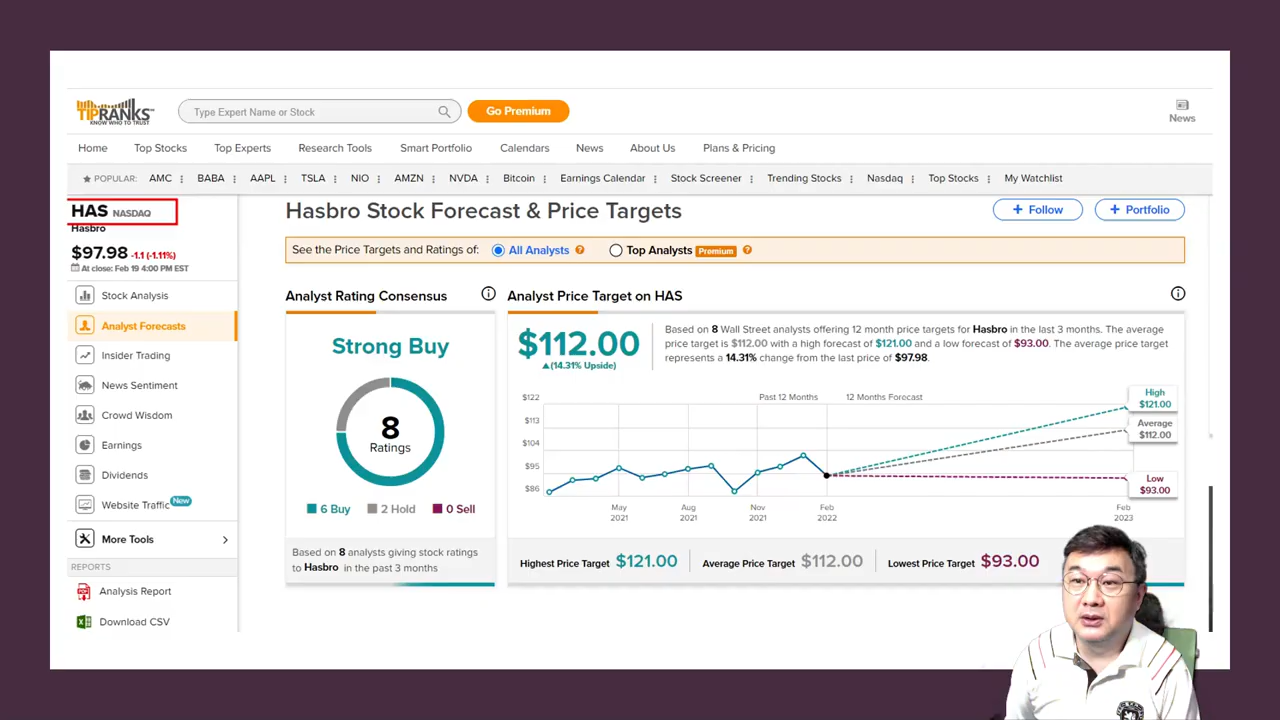 TIPRANKS
KNOW WHO TO TRUST
Type Expert Name or Stock
Go Premium
News
Home Top Stocks Top Experts Research Tools Smart Portfolio Calendars News About Us Plans & Pricing
POPULAR: AMC BABA AAPL TSLA NIO AMZN NVDA Bitcoin Earnings Calendar Stock Screener Trending Stocks Nasdaq Top Stocks My Watchlist
HAS NASDAQ
Hasbro
$97.98 -1.1 (-1.11%)
At close: Feb 19 4:00 PM EST
Stock Analysis
Analyst Forecasts
Insider Trading
News Sentiment
Crowd Wisdom
Earnings
Dividends
Website Traffic New
More Tools
REPORTS
Analysis Report
Download CSV
Hasbro Stock Forecast & Price Targets
+ Follow
+ Portfolio
See the Price Targets and Ratings of: All Analysts ? Top Analysts Premium ?
Analyst Rating Consensus
Strong Buy
8
Ratings
6 Buy 2 Hold 0 Sell
Based on 8 analysts giving stock ratings
to Hasbro in the past 3 months
Analyst Price Target on HAS
$112.00
▲(14.31% Upside)
Based on 8 Wall Street analysts offering 12 month price targets for Hasbro in the last 3 months. The average
price target is $112.00 with a high forecast of $121.00 and a low forecast of $93.00. The average price target
represents a 14.31% change from the last price of $97.98.
Past 12 Months 12 Months Forecast
$122
$113
$104
$95
$86
High
$121.00
Average
$112.00
Low
$93.00
May
2021
Aug
2021
Nov
2021
Feb
2022
Feb
2023
Highest Price Target $121.00 Average Price Target $112.00 Lowest Price Target $93.00